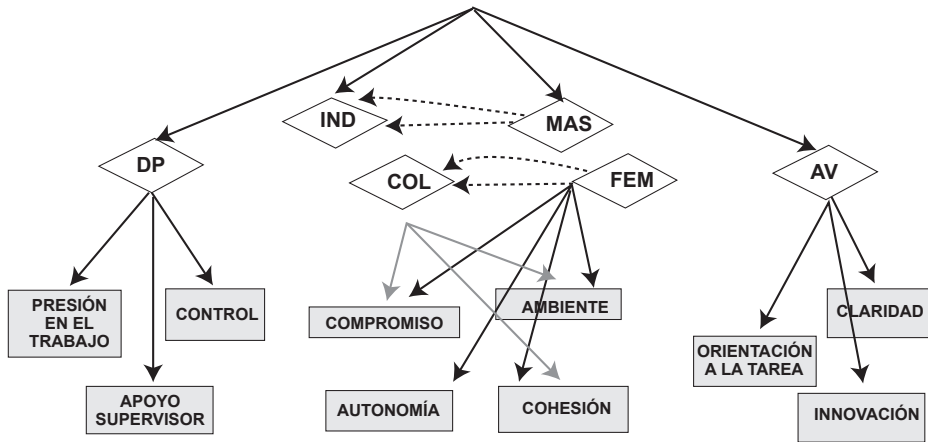 IND
MAS
DP
COL
FEM
AV
PRESIÓN
EN EL
TRABAJO
CONTROL
COMPROMISO
AMBIENTE
CLARIDAD
ORIENTACIÓN
A LA TAREA
APOYO
SUPERVISOR
AUTONOMÍA
COHESIÓN
INNOVACIÓN